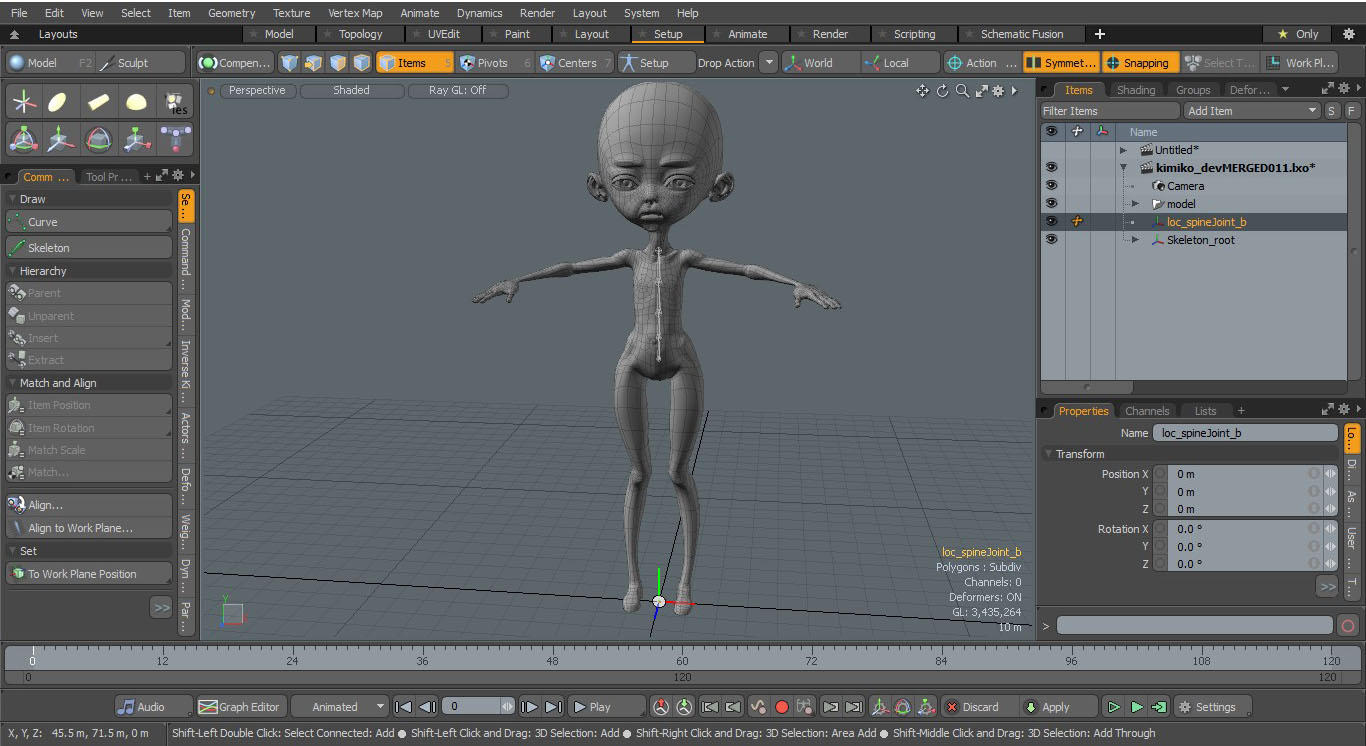 File Edit View Select Item Geometry Texture Vertex Map Animate Dynamics Render Layout System Help
Layouts Model Topology UVEdit Paint Layout Setup Animate Render Scripting Schematic Fusion + Only
Model F2 Sculpt Compen... Items 5 Pivots 6 Centers 7 Setup Drop Action World Local Action ... Symmet... Snapping Select T... Work Pl...
Perspective Shaded Ray GL: Off
ies
Comm ... Tool Pr ... +
Draw
Curve
Skeleton
Hierarchy
Parent
Unparent
Insert
Extract
Match and Align
Item Position
Item Rotation
Match Scale
Match...
Align...
Align to Work Plane...
Set
To Work Plane Position
>>
Se...
Command ...
Mod...
Inverse Ki ...
Actors ...
Defo ...
Weig...
Dyn ...
Par ...
Y
loc_spineJoint_b
Polygons : Subdiv
Channels: 0
Deformers: ON
GL: 3,435,264
10 m
Items Shading Groups Defor...
Filter Items Add Item S F
Name
Untitled*
kimiko_devMERGED011.lxo*
Camera
model
loc_spineJoint_b
Skeleton_root
Properties Channels Lists +
Name loc_spineJoint_b
Transform
Position X 0 m
Y 0 m
Z 0 m
Rotation X 0.0 °
Y 0.0 °
Z 0.0 °
>>
Lo...
Di...
As ...
User ...
T...
>
0 12 24 36 48 60 72 84 96 108 120
0 120 120
Audio Graph Editor Animated 0 Play Discard Apply Settings
X, Y, Z: 45.5 m, 71.5 m, 0 m Shift-Left Double Click: Select Connected: Add ● Shift-Left Click and Drag: 3D Selection: Add ● Shift-Right Click and Drag: 3D Selection: Area Add ● Shift-Middle Click and Drag: 3D Selection: Add Through